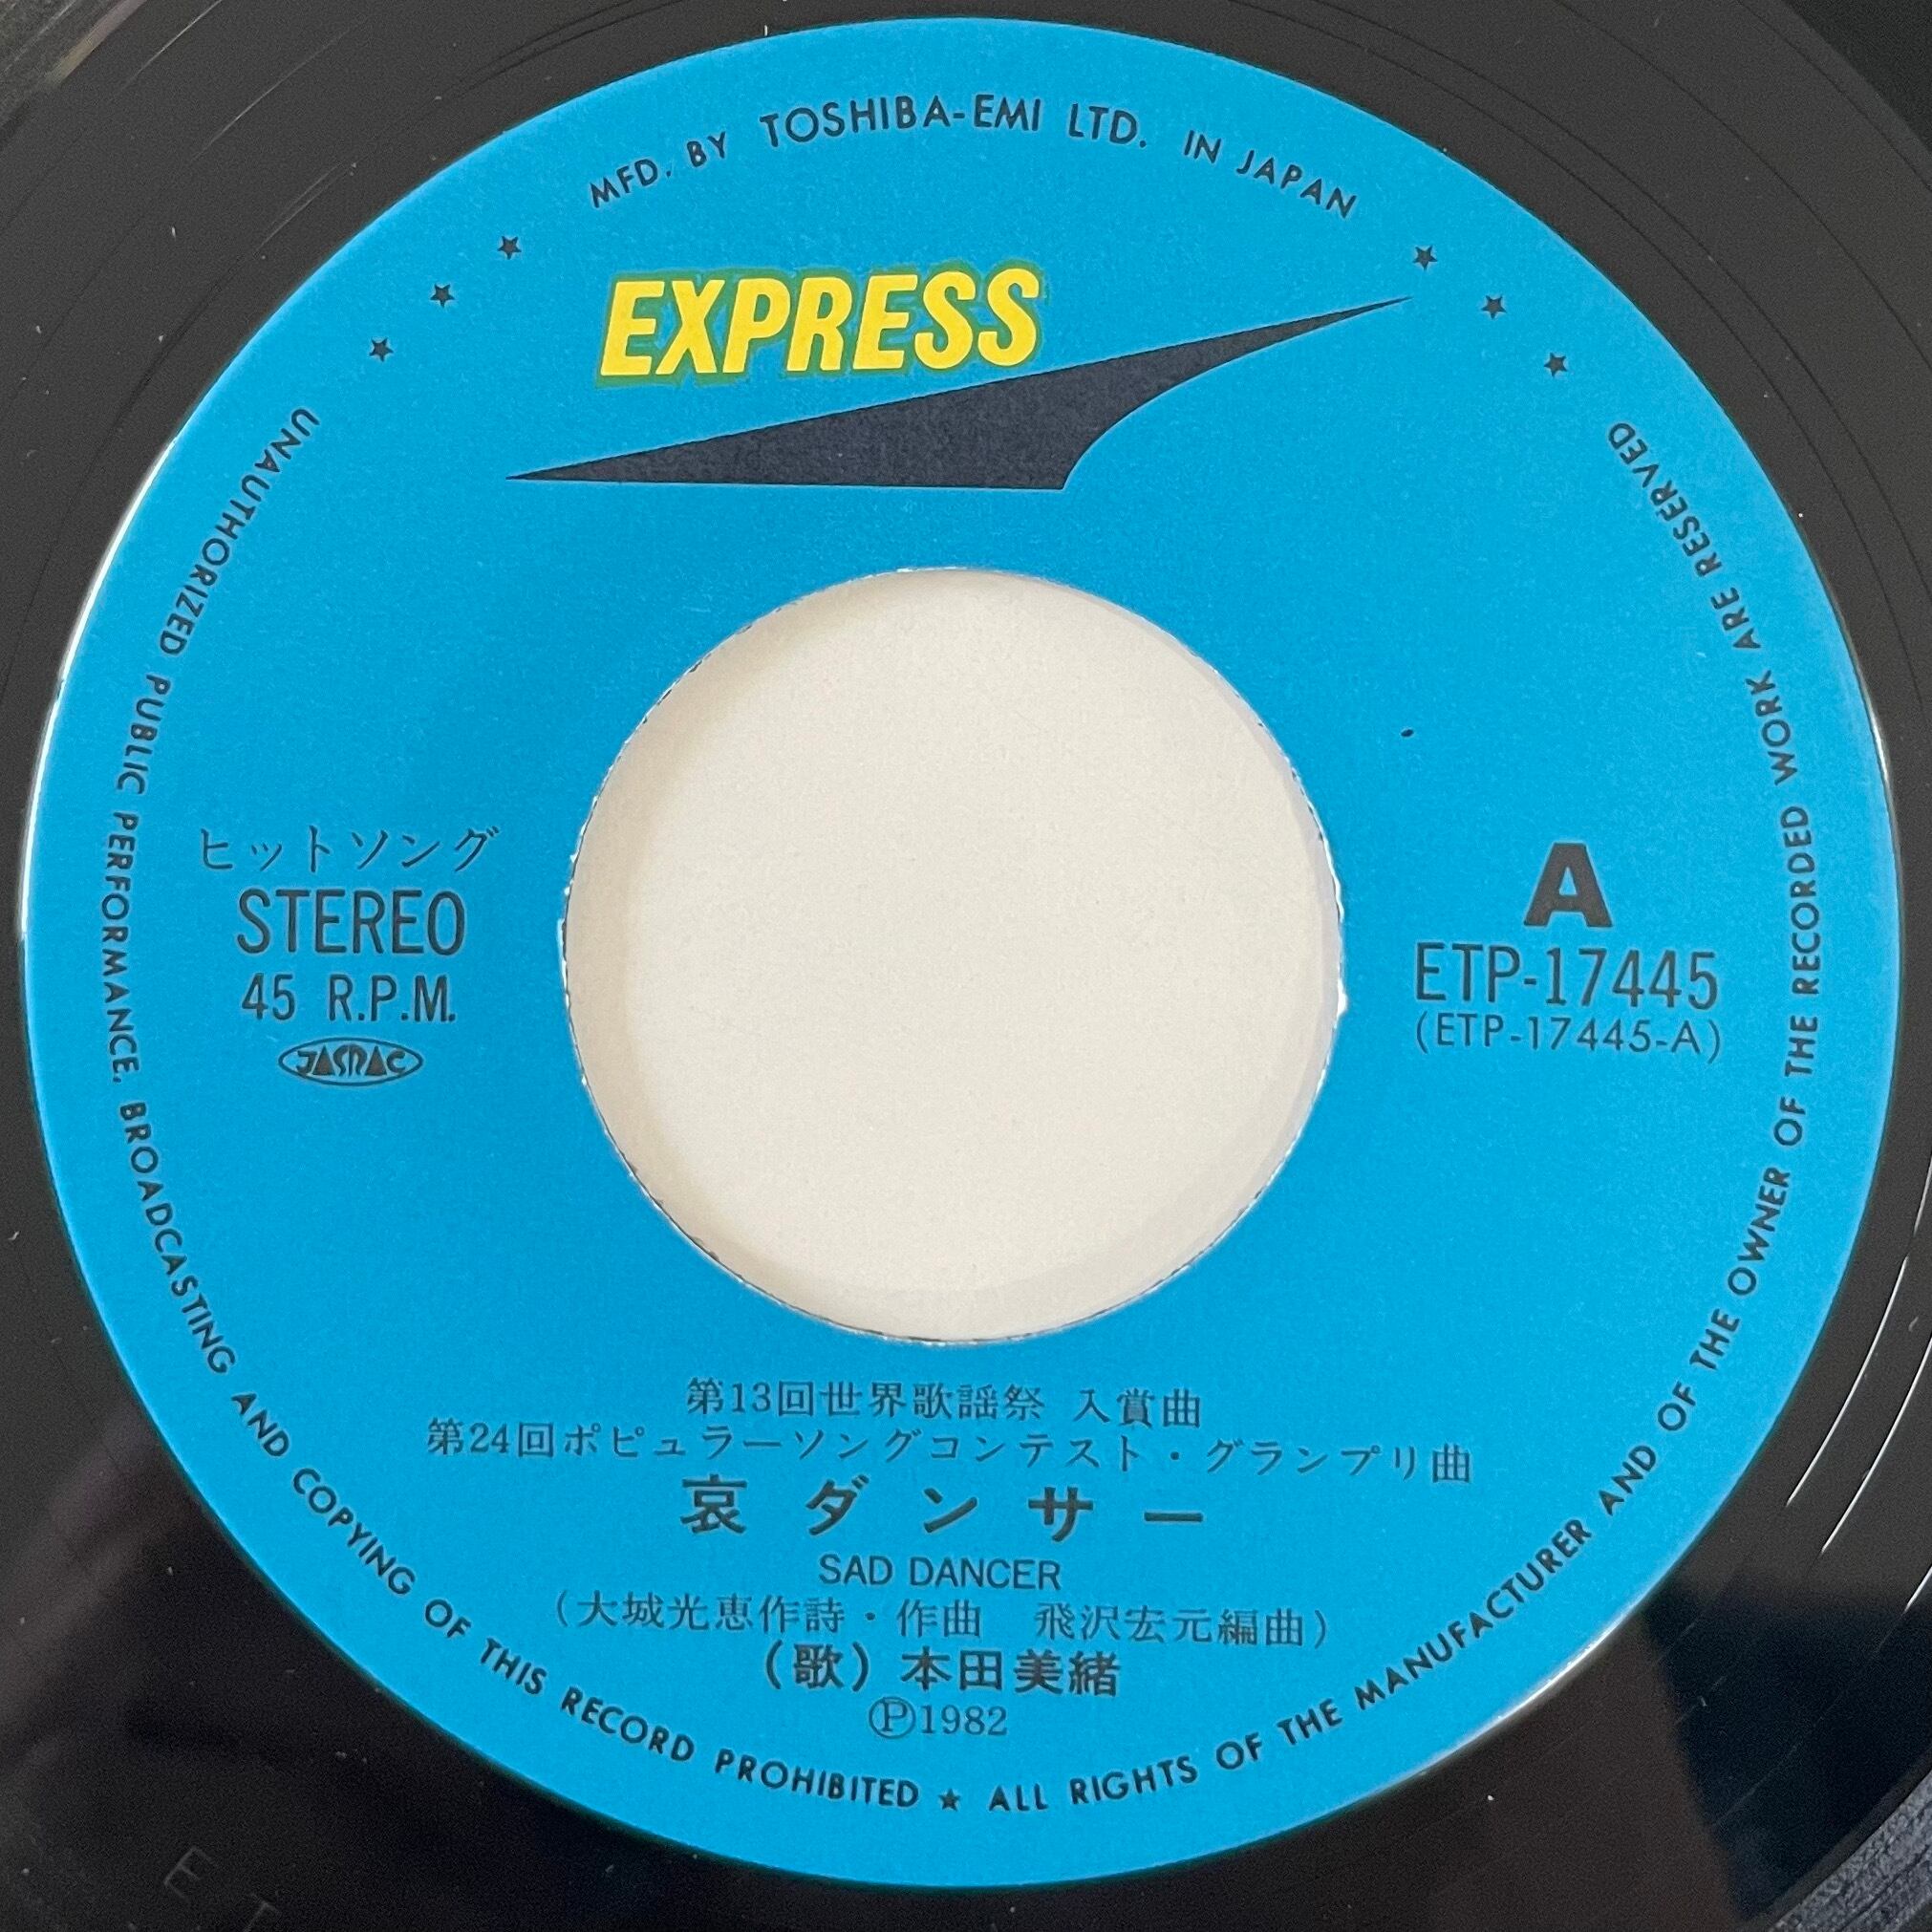 MFD. BY TOSHIBA-EMI LTD. IN JAPAN
EXPRESS
ヒットソング
STEREO
45 R.P.M.
JASRAC
A
ETP-17445
(ETP-17445-A)
第13回世界歌謡祭 入賞曲
第24回ポピュラーソングコンテスト・グランプリ曲
哀ダンサー
SAD DANCER
(大城光恵作詩・作曲 飛沢宏元編曲)
(歌) 本田美緒
Ⓟ1982
UNAUTHORIZED PUBLIC PERFORMANCE, BROADCASTING AND COPYING OF THIS RECORD PROHIBITED ★ ALL RIGHTS OF THE MANUFACTURER AND OF THE OWNER OF THE RECORDED WORK ARE RESERVED